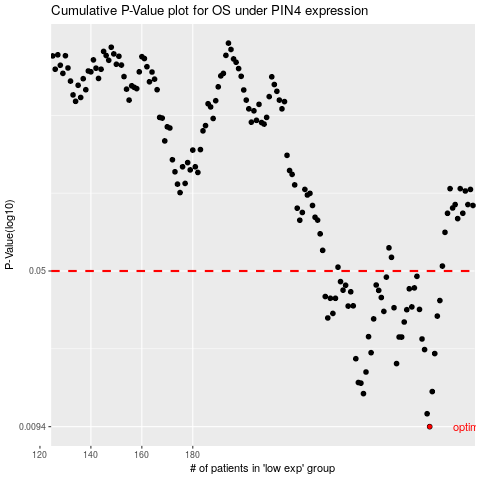 Cumulative P-Value plot for OS under PIN4 expression
P-Value(log10)
0.05
0.0094
optim
120 140 160 180
# of patients in 'low exp' group